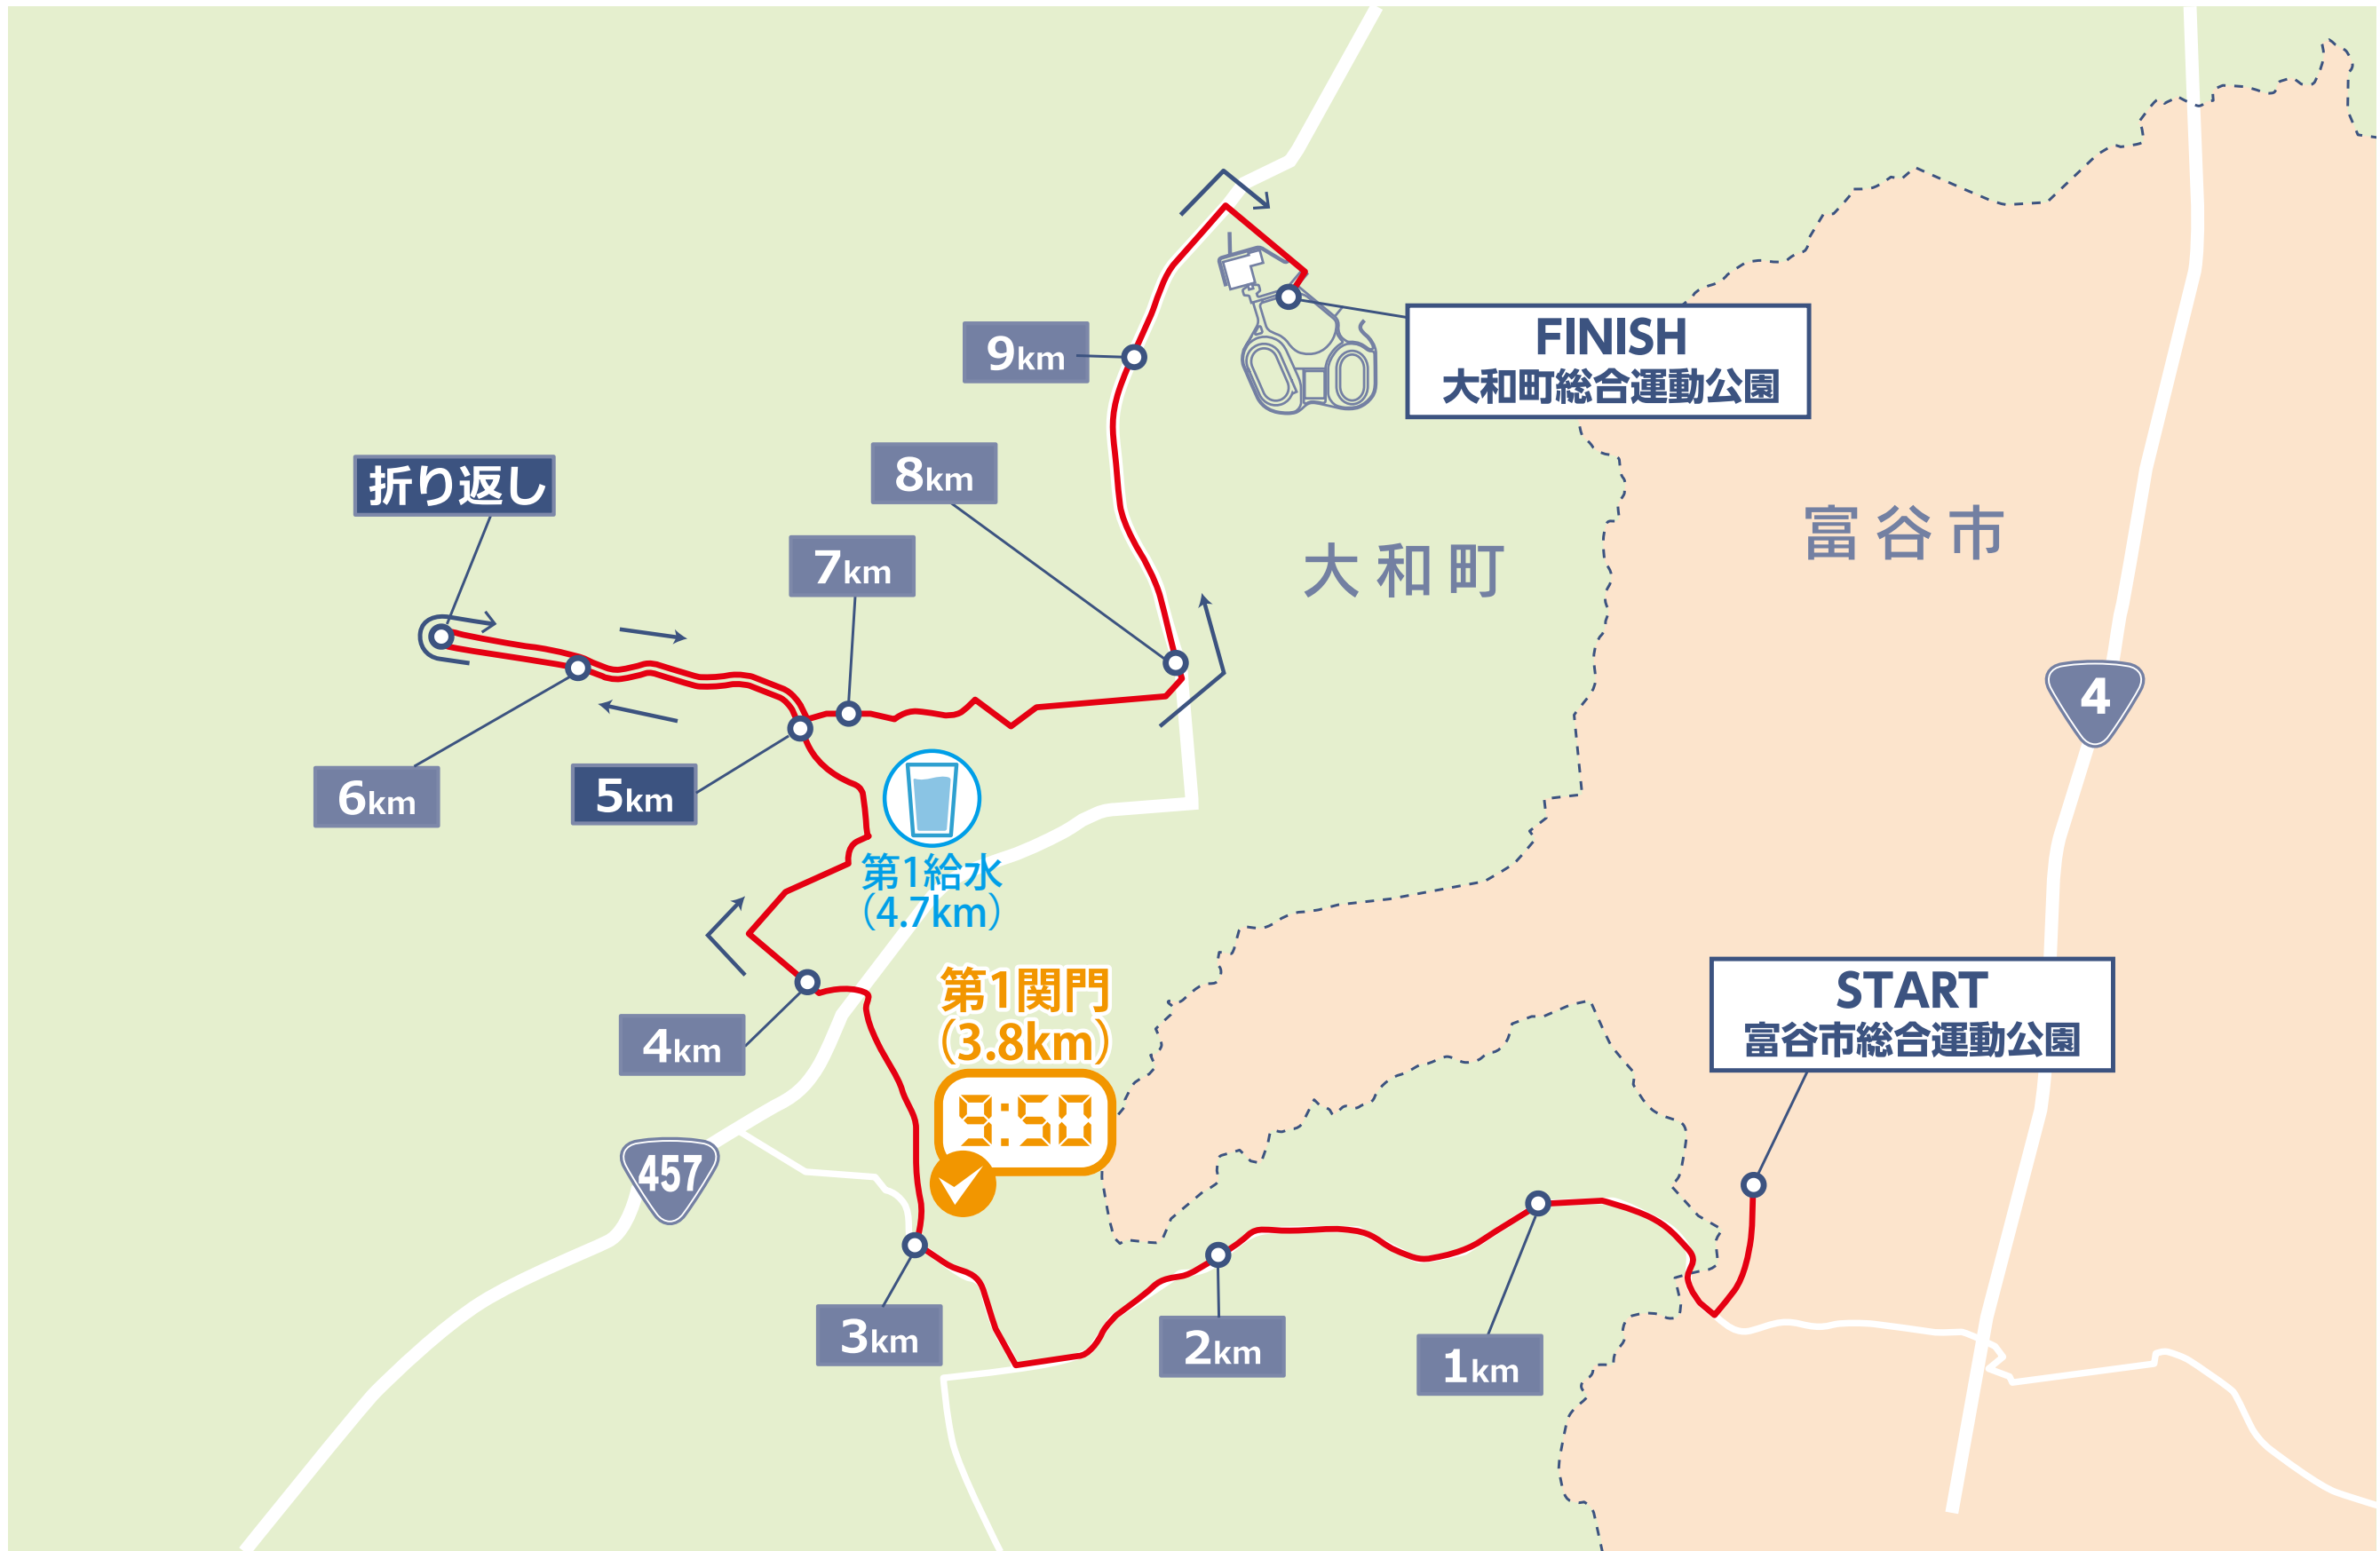 FINISH
大和町総合運動公園
9km
8km
折り返し
7km
大和町
富谷市
4
6km
5km
第1給水
(4.7km)
第1関門
(3.8km)
9:50
4km
START
富谷市総合運動公園
457
3km
2km
1km